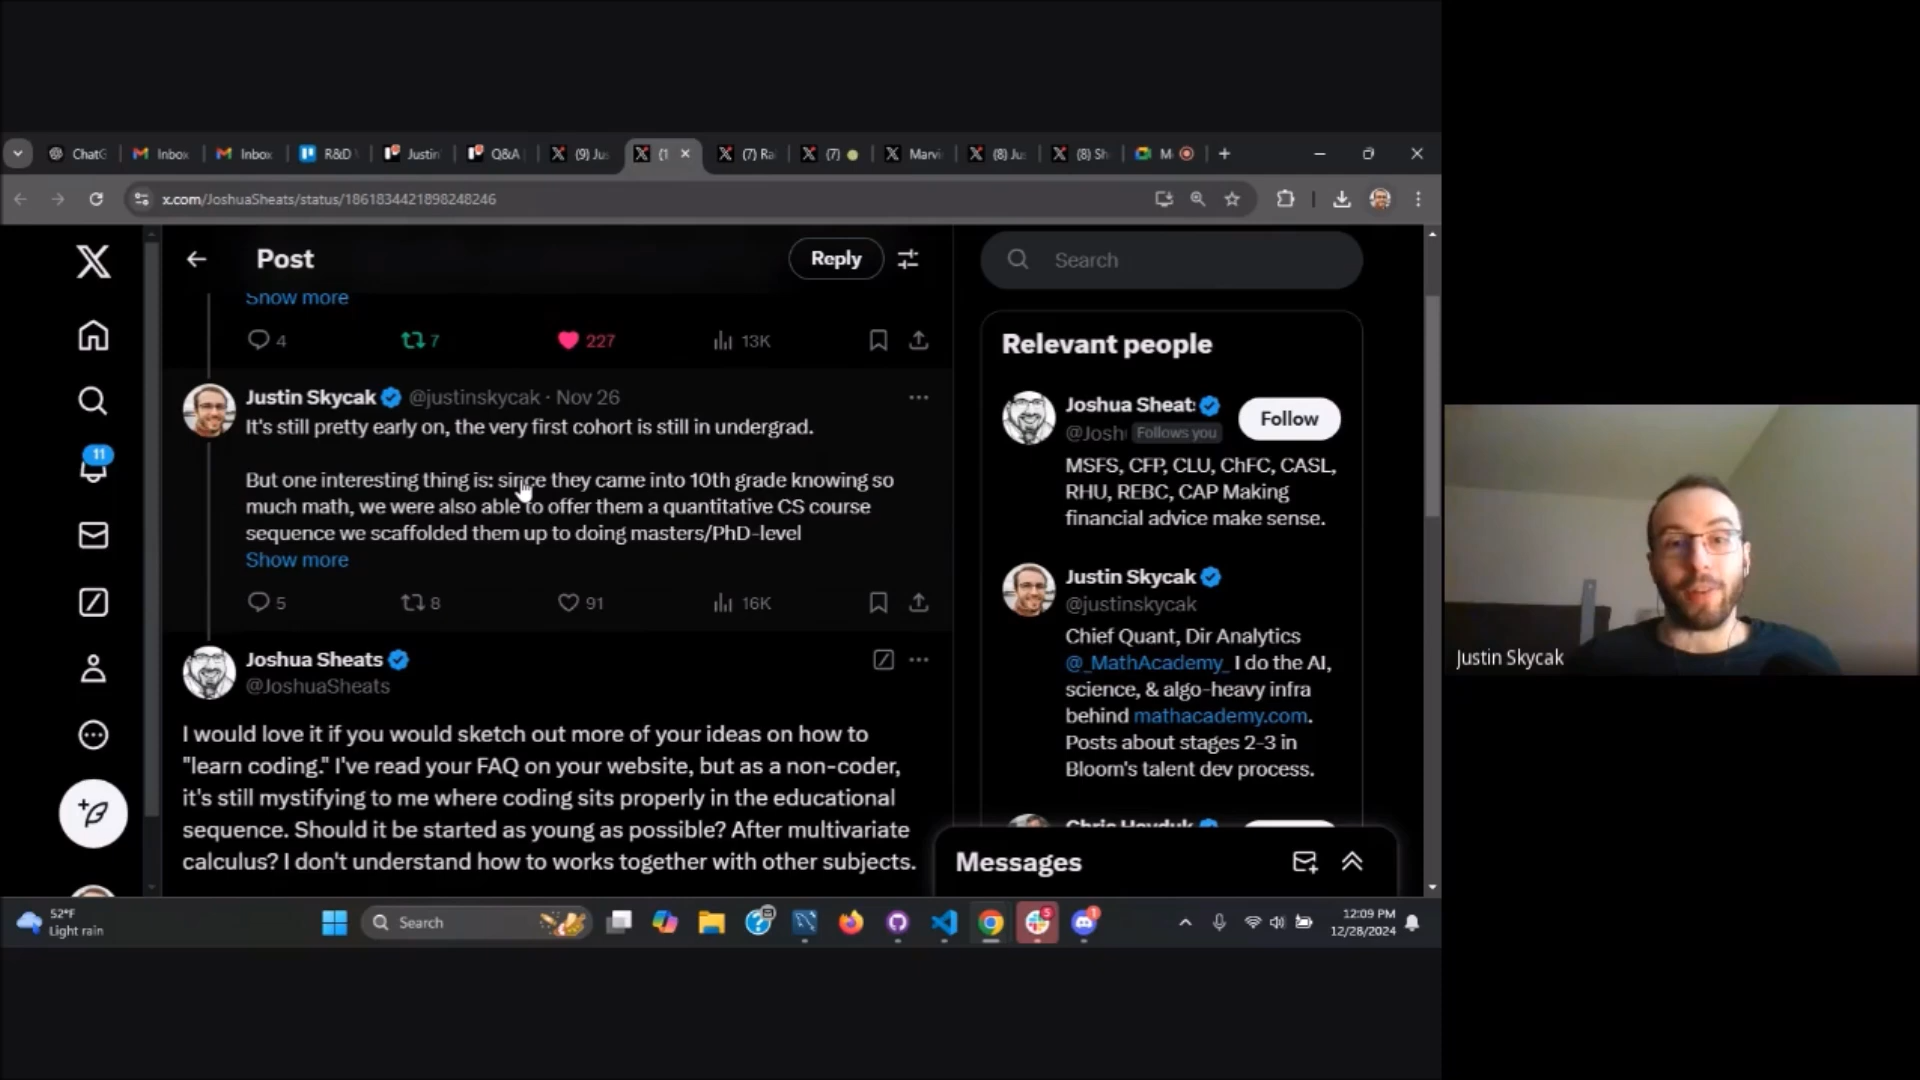 ChatG
Inbox
Inbox
R&D
Justin
Q&A
(9) Jus
(1
(7) Ra
(7)
Marvi
(8) Ju
(8) Sh
M
x.com/JoshuaSheats/status/1861834421898248246
Post
Reply
Search
Show more
4
7
227
13K
Justin Skycak @justinskycak · Nov 26
It's still pretty early on, the very first cohort is still in undergrad.
But one interesting thing is: since they came into 10th grade knowing so
much math, we were also able to offer them a quantitative CS course
sequence we scaffolded them up to doing masters/PhD-level
Show more
5
8
91
16K
Joshua Sheats
@JoshuaSheats
I would love it if you would sketch out more of your ideas on how to
"learn coding." I've read your FAQ on your website, but as a non-coder,
it's still mystifying to me where coding sits properly in the educational
sequence. Should it be started as young as possible? After multivariate
calculus? I don't understand how to works together with other subjects.
11
Relevant people
Joshua Sheats
@Josh Follows you
Follow
MSFS, CFP, CLU, ChFC, CASL,
RHU, REBC, CAP Making
financial advice make sense.
Justin Skycak
@justinskycak
Chief Quant, Dir Analytics
@_MathAcademy_ I do the AI,
science, & algo-heavy infra
behind mathacademy.com.
Posts about stages 2-3 in
Bloom's talent dev process.
Chris Hayduk
Messages
52°F
Light rain
Search
5
1
12:09 PM
12/28/2024
Justin Skycak